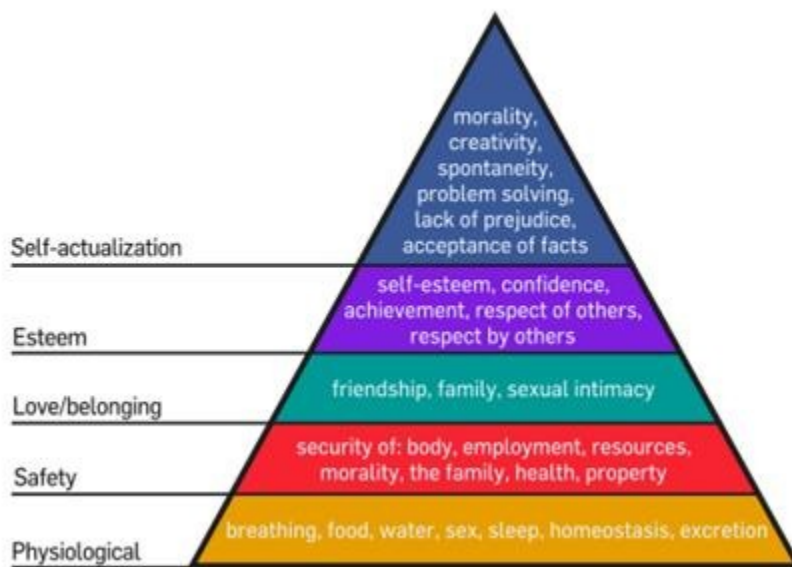 morality,
creativity,
spontaneity,
problem solving,
lack of prejudice,
acceptance of facts
Self-actualization
self-esteem, confidence,
achievement, respect of others,
respect by others
Esteem
friendship, family, sexual intimacy
Love/belonging
security of: body, employment, resources,
morality, the family, health, property
Safety
breathing, food, water, sex, sleep, homeostasis, excretion
Physiological